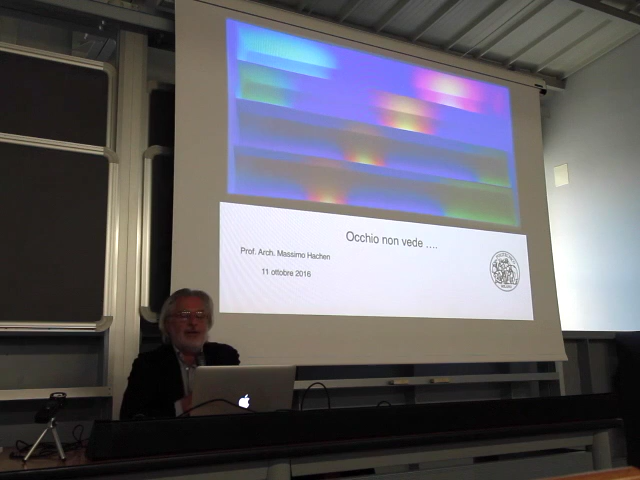 Occhio non vede ....
Prof. Arch. Massimo Hachen
11 ottobre 2016